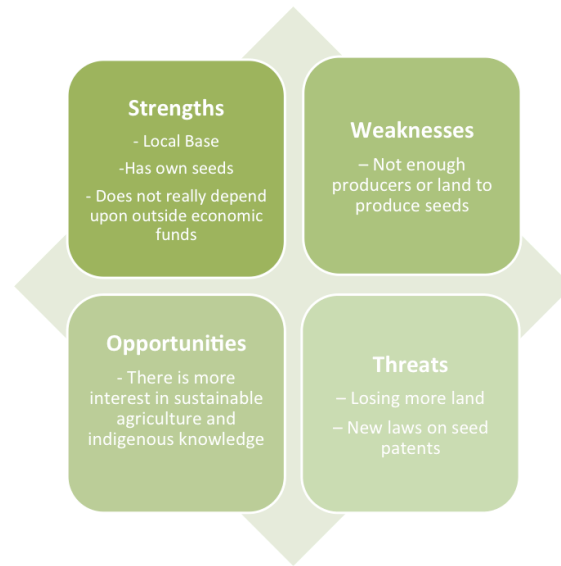 Strengths
- Local Base
-Has own seeds
- Does not really depend
upon outside economic
funds
Weaknesses
– Not enough
producers or land to
produce seeds
Opportunities
- There is more
interest in sustainable
agriculture and
indigenous knowledge
Threats
– Losing more land
– New laws on seed
patents